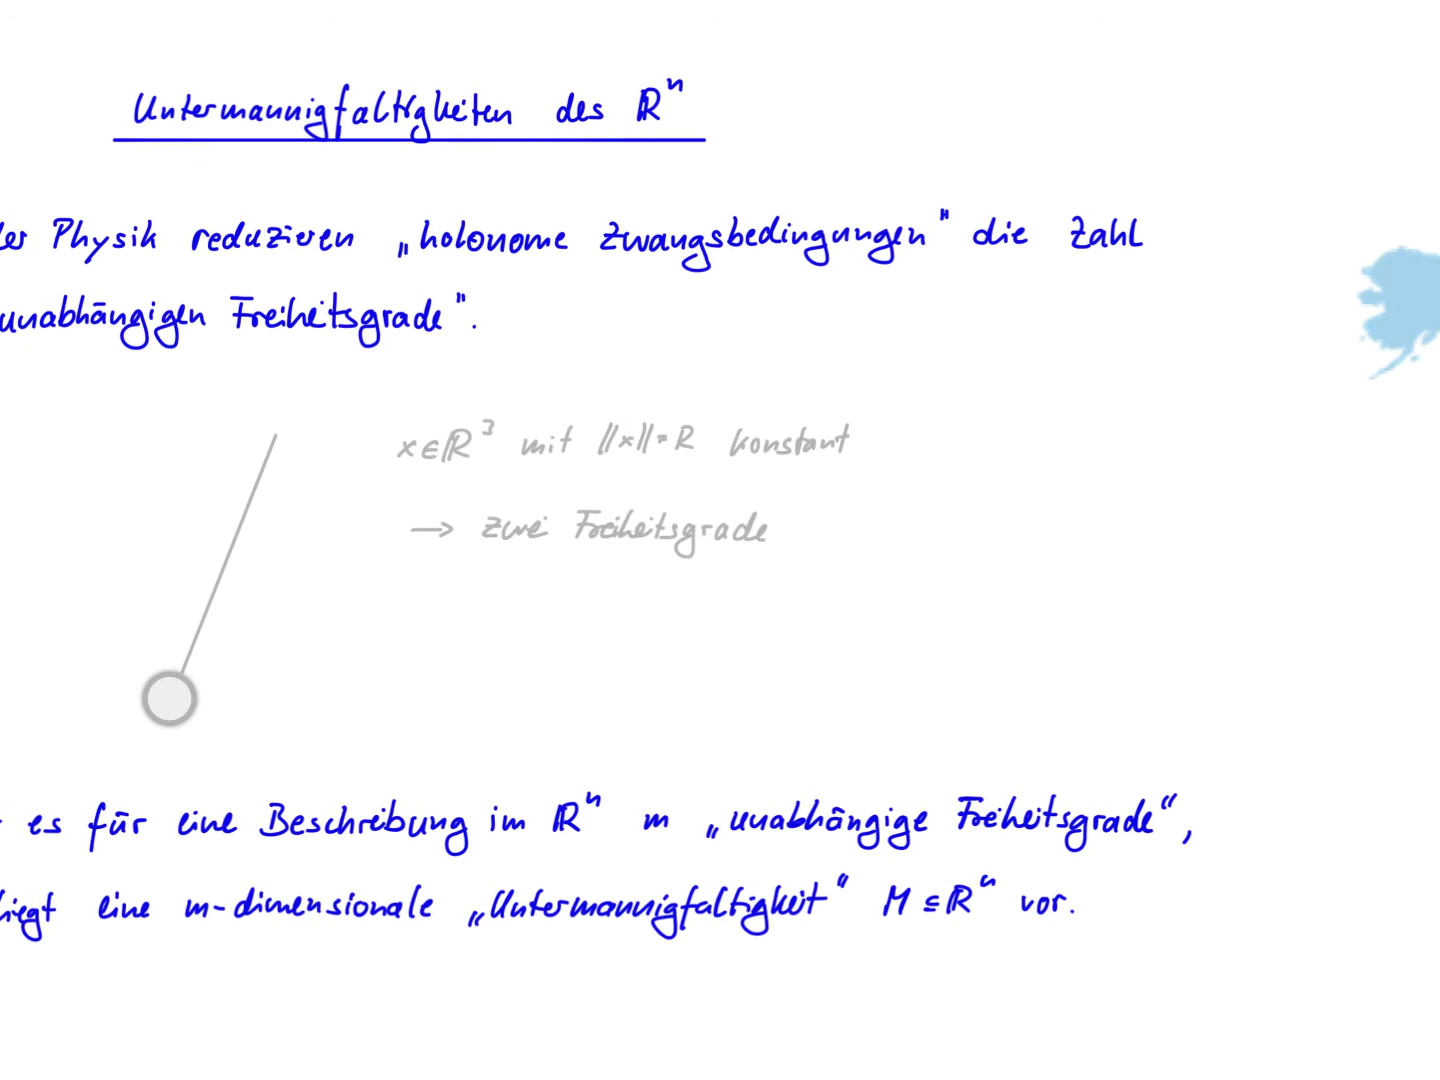 Untermannigfaltigkeiten des ℝⁿ
der Physik reduzieren „holonome Zwangsbedingungen" die Zahl
unabhängigen Freiheitsgrade".
x∈ℝ³ mit ||x||=R konstant
→ zwei Freiheitsgrade
es für eine Beschreibung im ℝⁿ m „unabhängige Freiheitsgrade“,
liegt eine m-dimensionale „Untermannigfaltigkeit“ M ⊆ ℝⁿ vor.